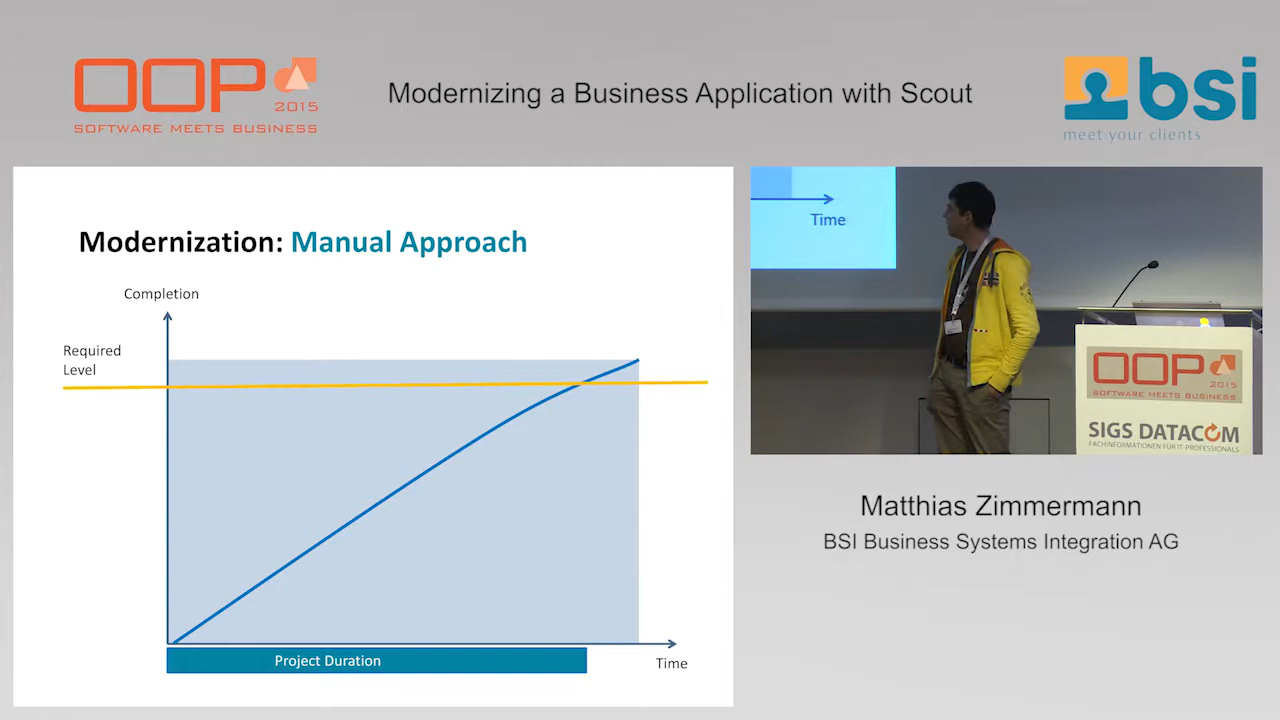 OOP
2015
SOFTWARE MEETS BUSINESS
Modernizing a Business Application with Scout
bsi
meet your clients
Modernization: Manual Approach
Completion
Required
Level
Project Duration
Time
Time
OOP
2015
SOFTWARE MEETS BUSINESS
SIGS DATACOM
FACHINFORMATIONEN FÜR IT-PROFESSIONALS
Matthias Zimmermann
BSI Business Systems Integration AG